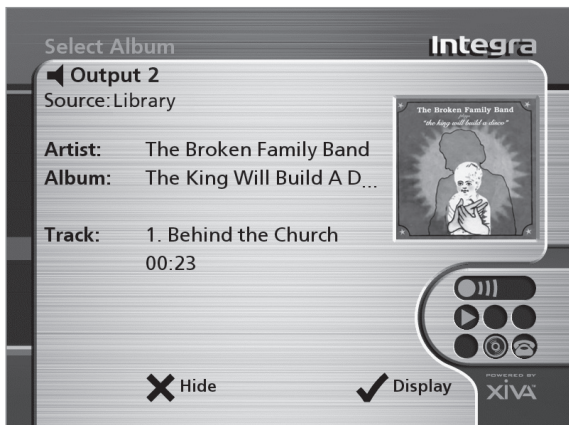 Select Album
Integra
Output 2
Source: Library
The Broken Family Band
"the king will build a disco"
Artist: The Broken Family Band
Album: The King Will Build A D...
Track: 1. Behind the Church
00:23
Hide
Display
POWERED BY
XiVA